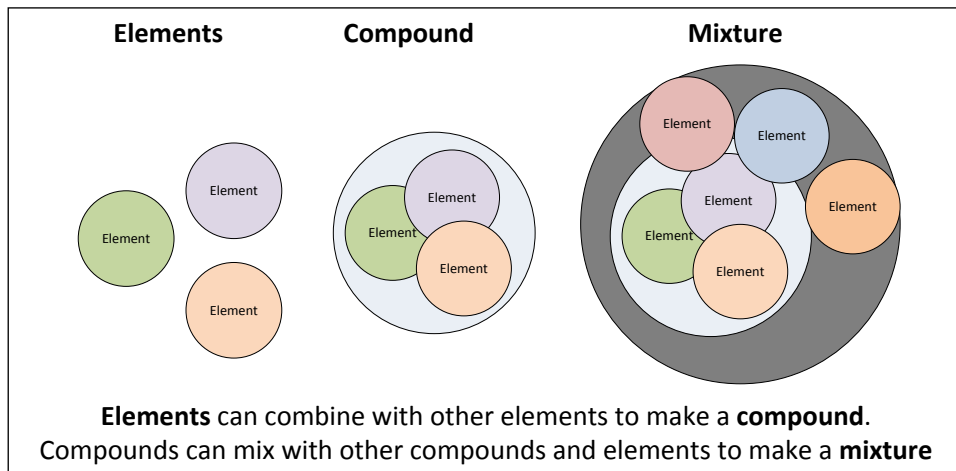 Elements
Compound
Mixture
Element
Element
Element
Element
Element
Element
Element
Element
Element
Element
Element
Element
Elements can combine with other elements to make a compound.
Compounds can mix with other compounds and elements to make a mixture